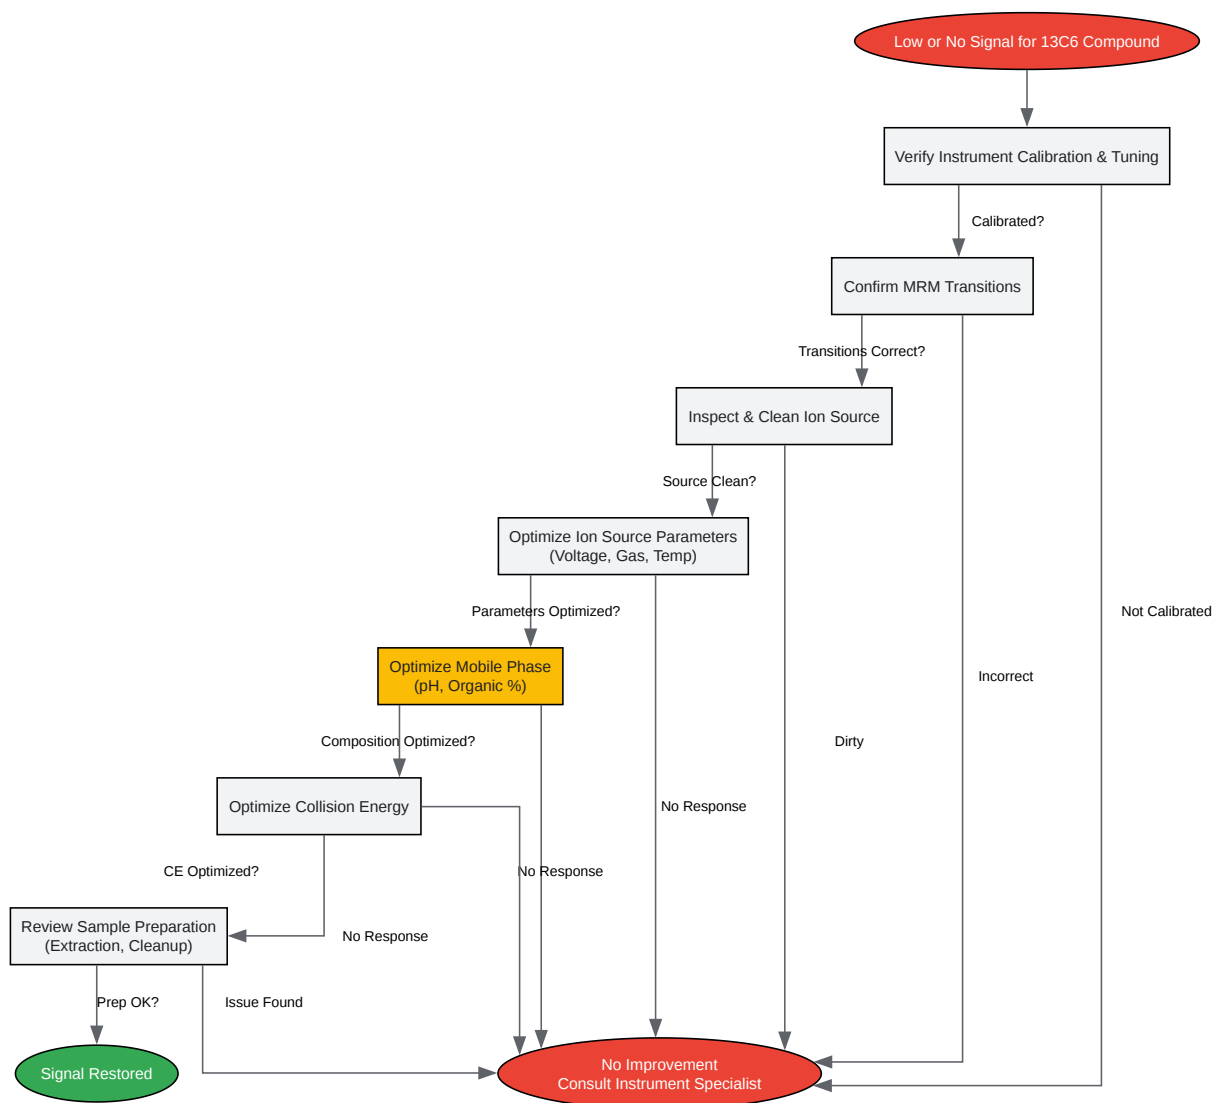 Low or No Signal for 13C6 Compound
Verify Instrument Calibration & Tuning
Calibrated?
Confirm MRM Transitions
Transitions Correct?
Inspect & Clean Ion Source
Source Clean?
Optimize Ion Source Parameters
(Voltage, Gas, Temp)
Parameters Optimized?
Not Calibrated
Optimize Mobile Phase
(pH, Organic %)
Incorrect
Composition Optimized?
Dirty
Optimize Collision Energy
No Response
CE Optimized?
No Response
Review Sample Preparation
(Extraction, Cleanup)
No Response
Prep OK?
Issue Found
Signal Restored
No Improvement
Consult Instrument Specialist